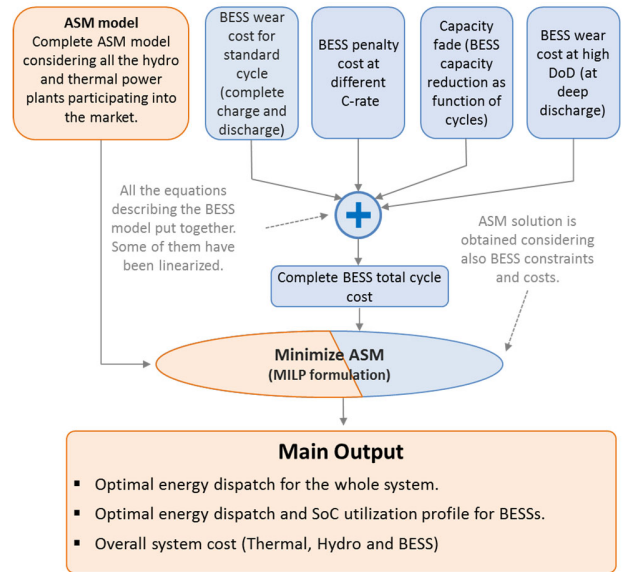 ASM model
Complete ASM model
considering all the hydro
and thermal power
plants participating into
the market.
BESS wear
cost for
standard cycle
(complete
charge and
discharge)
BESS penalty
cost at
different
C-rate
Capacity
fade (BESS
capacity
reduction as
function of
cycles)
BESS wear
cost at high
DoD (at
deep
discharge)
All the equations
describing the BESS
model put together.
Some of them have
been linearized.
+
ASM solution is
obtained considering
also BESS constraints
and costs.
Complete BESS total cycle
cost
Minimize ASM
(MILP formulation)
Main Output
▪ Optimal energy dispatch for the whole system.
▪ Optimal energy dispatch and SoC utilization profile for BESSs.
▪ Overall system cost (Thermal, Hydro and BESS)